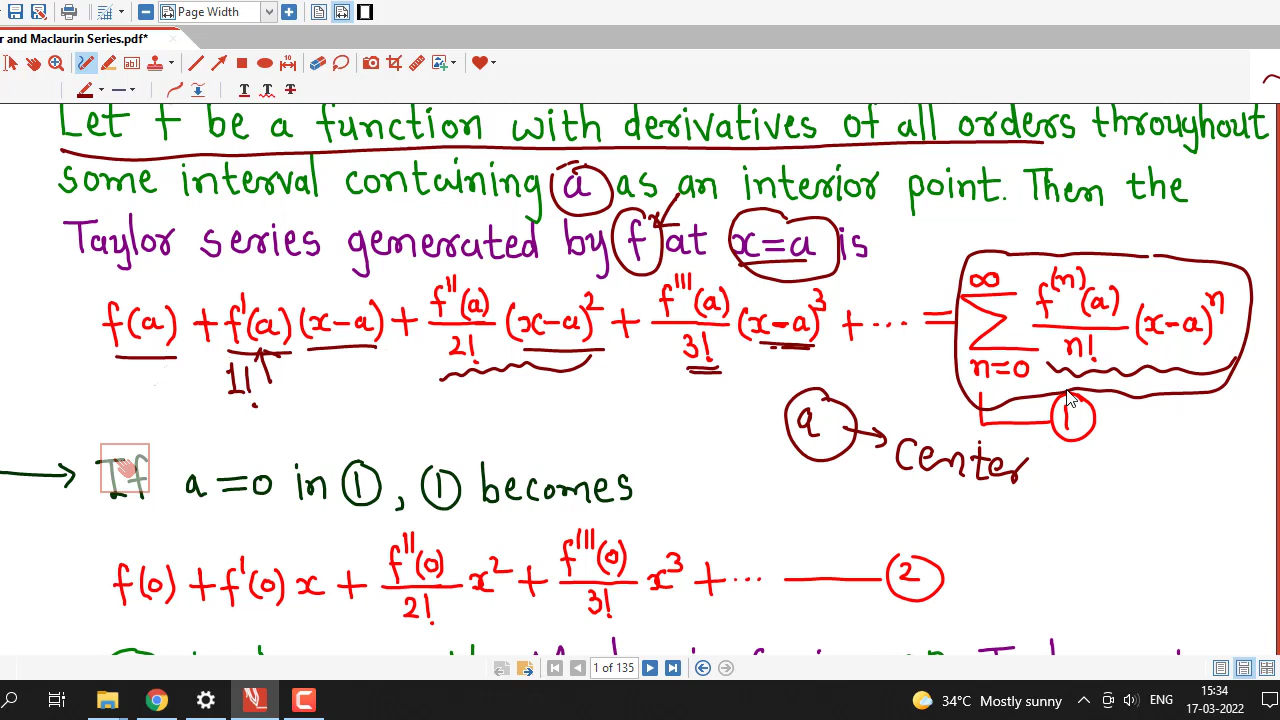 Page Width
r and Maclaurin Series.pdf*
Let f be a function with derivatives of all orders throughout
some interval containing a as an interior point. Then the
Taylor series generated by f at x=a is
f(a) + f'(a)(x-a) + f''(a)/2! (x-a)² + f'''(a)/3! (x-a)³ + ... = ∑_{n=0}^{∞} f⁽ⁿ⁾(a)/n! (x-a)ⁿ
1!
①
a → Center
→ If a=0 in ①, ① becomes
f(0) + f'(0) x + f''(0)/2! x² + f'''(0)/3! x³ + ... —— ②
1 of 135
34°C Mostly sunny
ENG
15:34
17-03-2022